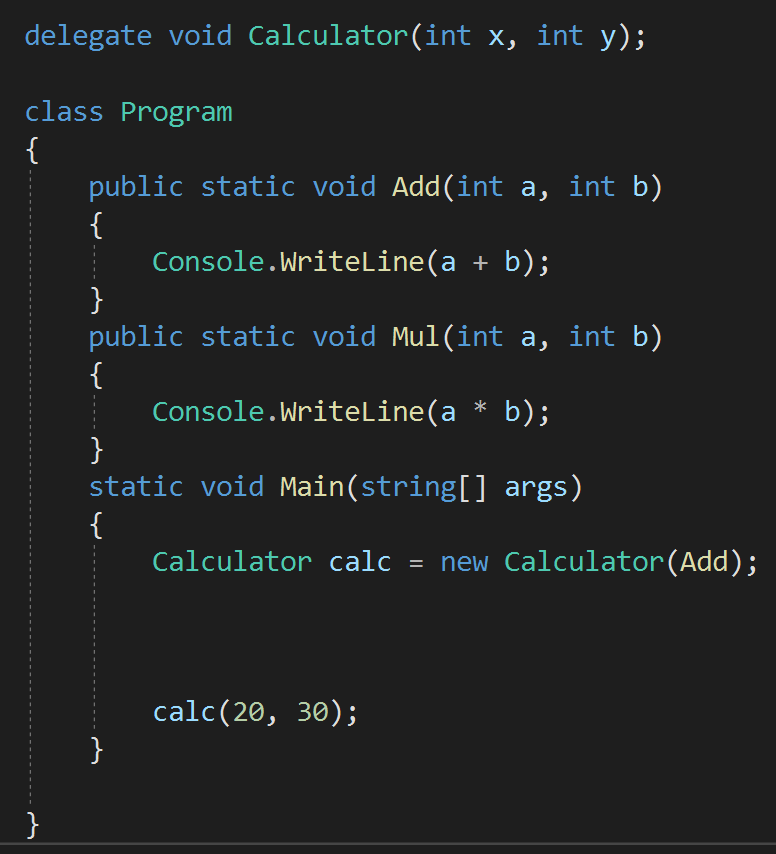 delegate void Calculator(int x, int y);
class Program
{
public static void Add(int a, int b)
{
Console.WriteLine(a + b);
}
public static void Mul(int a, int b)
{
Console.WriteLine(a * b);
}
static void Main(string[] args)
{
Calculator calc = new Calculator(Add);
calc(20, 30);
}
}